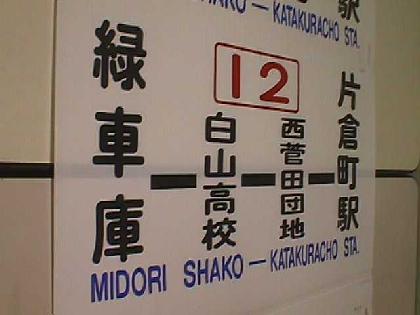 SHAKO — KATAKURACHO STA.
駅
12
緑車庫
白山高校
西菅田団地
片倉町駅
MIDORI SHAKO — KATAKURACHO STA.